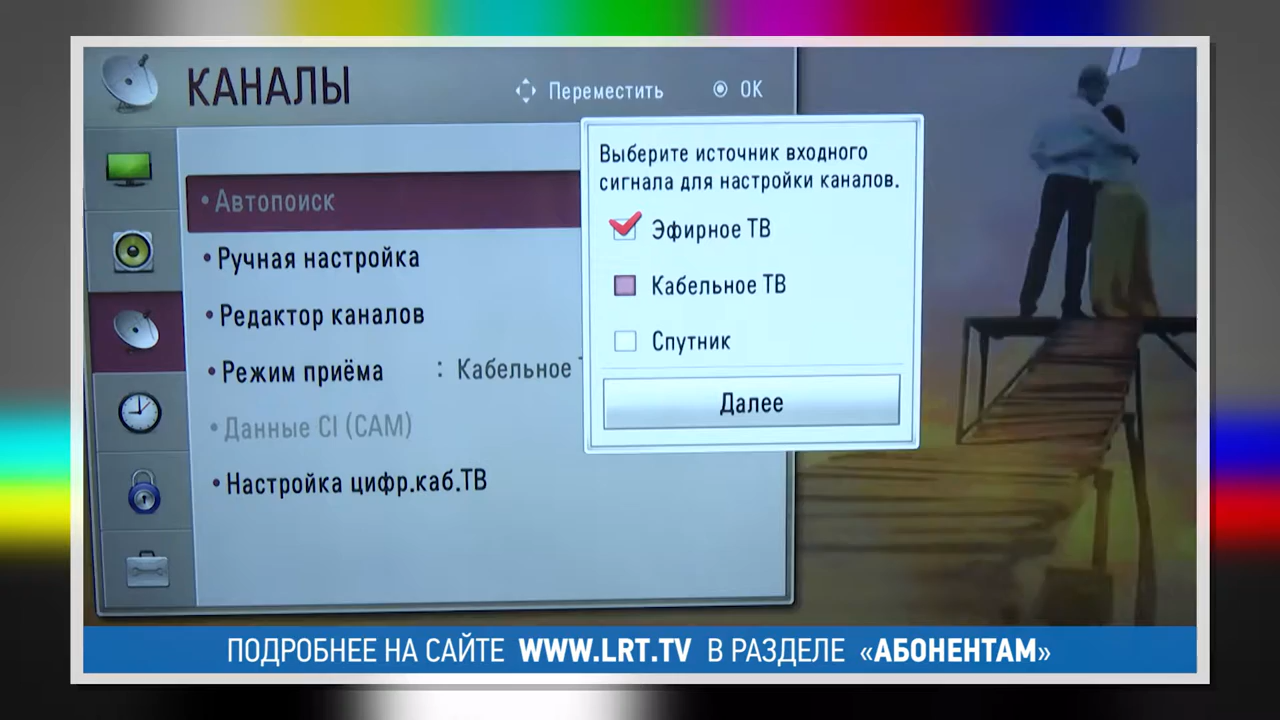 КАНАЛЫ
Переместить
ОК
• Автопоиск
• Ручная настройка
• Редактор каналов
• Режим приёма : Кабельное
• Данные CI (CAM)
• Настройка цифр.каб.ТВ
Выберите источник входного
сигнала для настройки каналов.
Эфирное ТВ
Кабельное ТВ
Спутник
Далее
ПОДРОБНЕЕ НА САЙТЕ WWW.LRT.TV В РАЗДЕЛЕ «АБОНЕНТАМ»